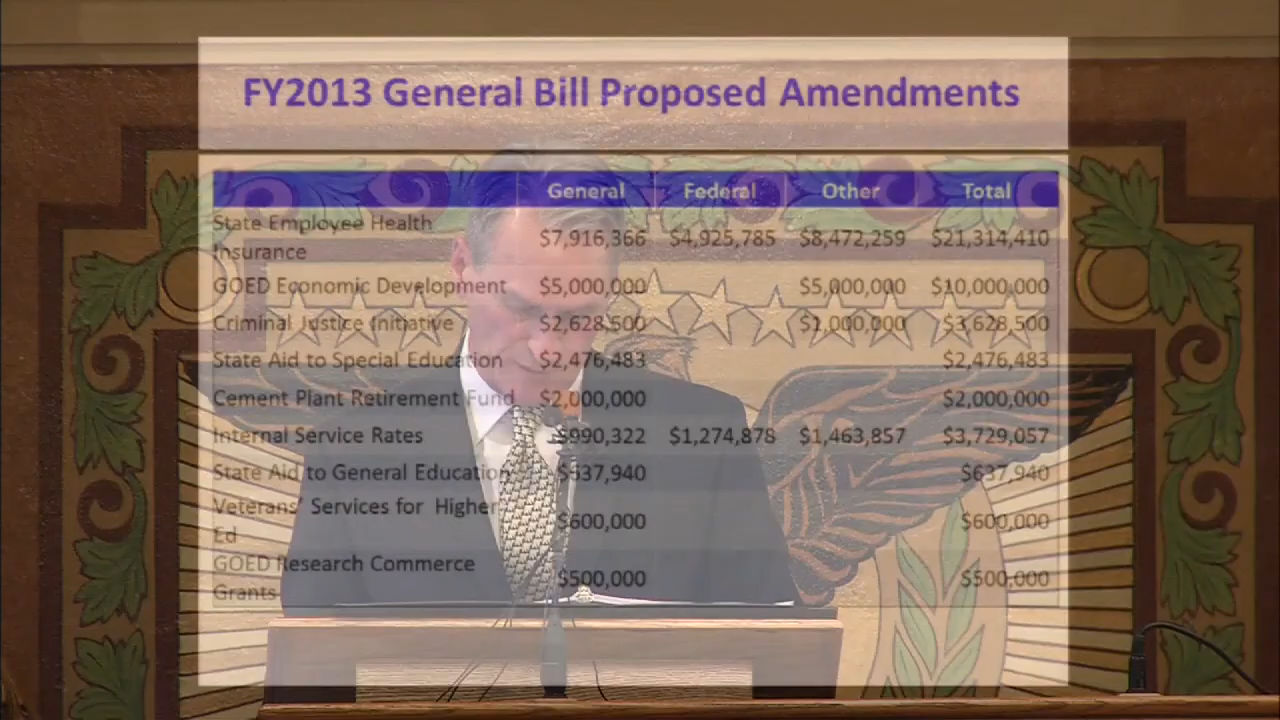 FY2013 General Bill Proposed Amendments
General Federal Other Total
State Employee Health
Insurance
$7,916,366 $4,925,785 $8,472,259 $21,314,410
GOED Economic Development $5,000,000 $5,000,000 $10,000,000
Criminal Justice Initiative $2,628,500 $1,000,000 $3,628,500
State Aid to Special Education $2,476,483 $2,476,483
Cement Plant Retirement Fund $2,000,000 $2,000,000
Internal Service Rates $990,322 $1,274,878 $1,463,857 $3,729,057
State Aid to General Education $637,940 $637,940
Veterans' Services for Higher
Ed
$600,000 $600,000
GOED Research Commerce
Grants
$500,000 $500,000